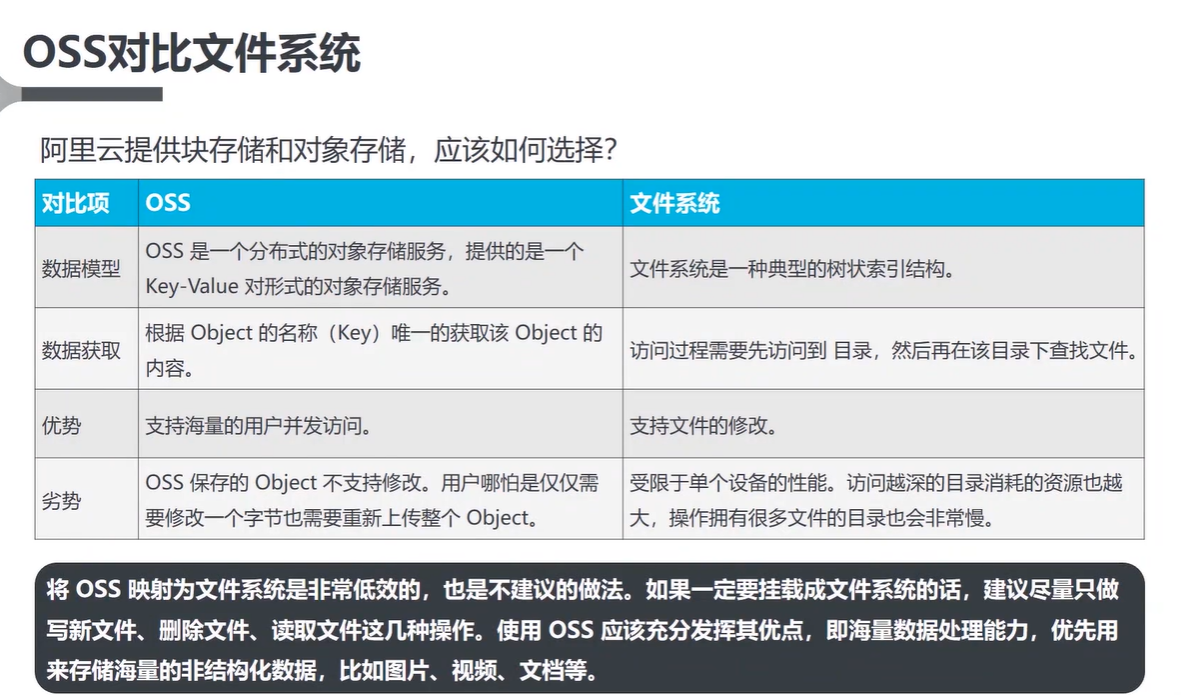 OSS对比文件系统
阿里云提供块存储和对象存储，应该如何选择？
对比项
OSS
文件系统
数据模型
OSS 是一个分布式的对象存储服务，提供的是一个
Key-Value 对形式的对象存储服务。
文件系统是一种典型的树状索引结构。
数据获取
根据 Object 的名称（Key）唯一的获取该 Object 的
内容。
访问过程需要先访问到 目录，然后再在该目录下查找文件。
优势
支持海量的用户并发访问。
支持文件的修改。
劣势
OSS 保存的 Object 不支持修改。用户哪怕是仅仅需
要修改一个字节也需要重新上传整个 Object。
受限于单个设备的性能。访问越深的目录消耗的资源也越
大，操作拥有很多文件的目录也会非常慢。
将 OSS 映射为文件系统是非常低效的，也是不建议的做法。如果一定要挂载成文件系统的话，建议尽量只做
写新文件、删除文件、读取文件这几种操作。使用 OSS 应该充分发挥其优点，即海量数据处理能力，优先用
来存储海量的非结构化数据，比如图片、视频、文档等。